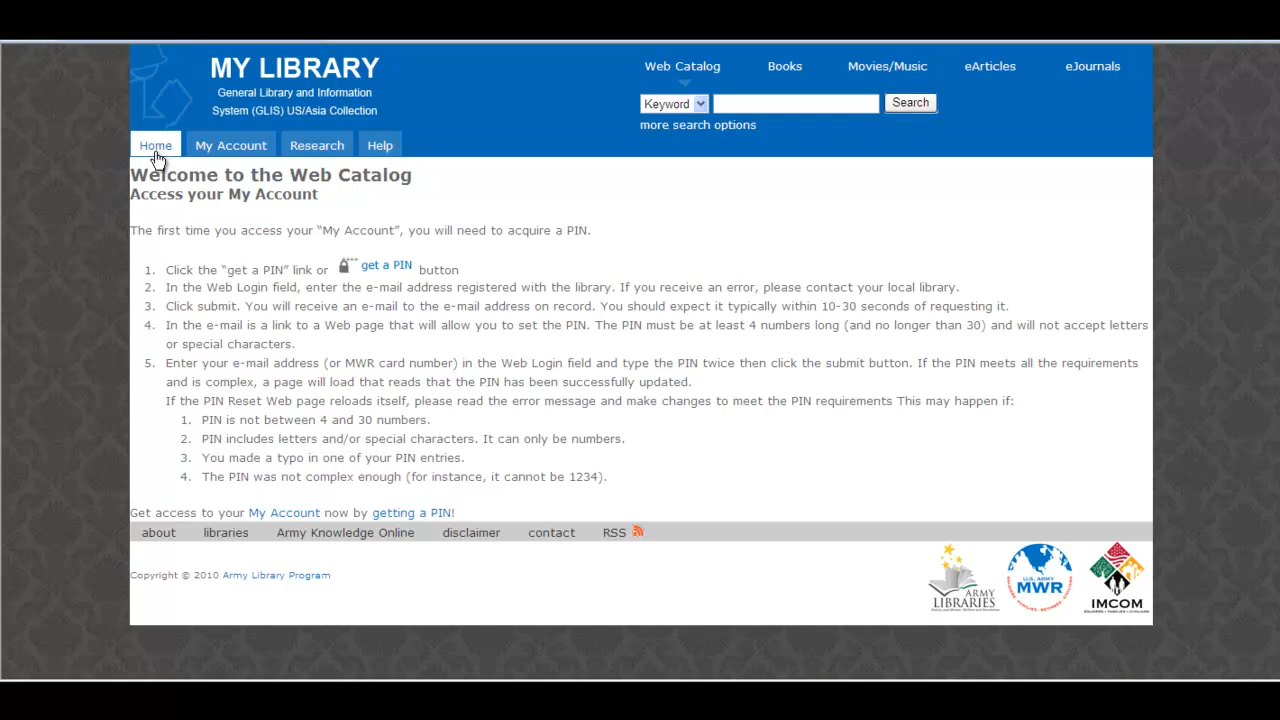 MY LIBRARY
General Library and Information
System (GLIS) US/Asia Collection
Web Catalog Books Movies/Music eArticles eJournals
Keyword Search
more search options
Home My Account Research Help
Welcome to the Web Catalog
Access your My Account
The first time you access your “My Account”, you will need to acquire a PIN.
1. Click the “get a PIN” link or **** get a PIN button
2. In the Web Login field, enter the e-mail address registered with the library. If you receive an error, please contact your local library.
3. Click submit. You will receive an e-mail to the e-mail address on record. You should expect it typically within 10-30 seconds of requesting it.
4. In the e-mail is a link to a Web page that will allow you to set the PIN. The PIN must be at least 4 numbers long (and no longer than 30) and will not accept letters
or special characters.
5. Enter your e-mail address (or MWR card number) in the Web Login field and type the PIN twice then click the submit button. If the PIN meets all the requirements
and is complex, a page will load that reads that the PIN has been successfully updated.
If the PIN Reset Web page reloads itself, please read the error message and make changes to meet the PIN requirements This may happen if:
1. PIN is not between 4 and 30 numbers.
2. PIN includes letters and/or special characters. It can only be numbers.
3. You made a typo in one of your PIN entries.
4. The PIN was not complex enough (for instance, it cannot be 1234).
Get access to your My Account now by getting a PIN!
about libraries Army Knowledge Online disclaimer contact RSS
Copyright © 2010 Army Library Program
ARMY
LIBRARIES
U.S. ARMY
MWR
IMCOM